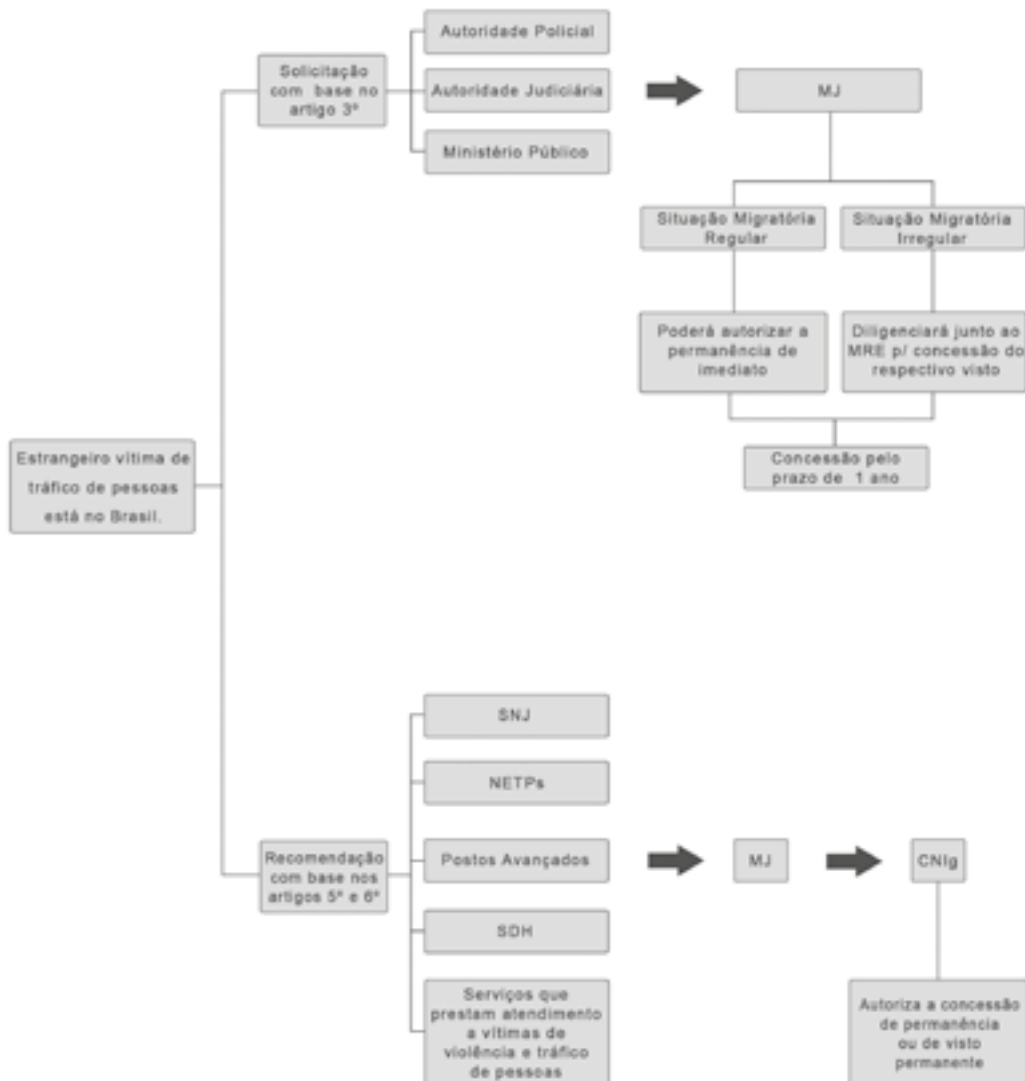 Estrangeiro vítima de
tráfico de pessoas
está no Brasil.
Solicitação
com base no
artigo 3º
Autoridade Policial
Autoridade Judiciária
Ministério Público
MJ
Situação Migratória
Regular
Situação Migratória
Irregular
Poderá autorizar a
permanência de
imediato
Diligenciará junto ao
MRE p/ concessão do
respectivo visto
Concessão pelo
prazo de 1 ano
Recomendação
com base nos
artigos 5º e 6º
SNJ
NETPs
Postos Avançados
SDH
Serviços que
prestam atendimento
a vítimas de
violência e tráfico
de pessoas
MJ
CNIg
Autoriza a concessão
de permanência
ou de visto
permanente